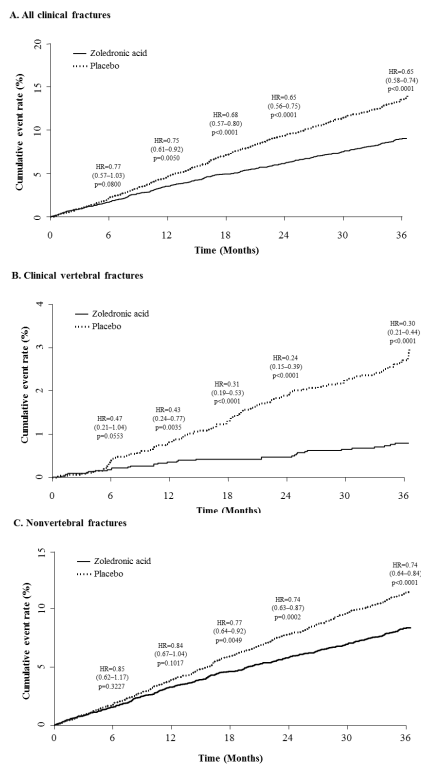 A. All clinical fractures
Zoledronic acid
Placebo
Cumulative event rate (%)
20
15
10
5
0
HR=0.77
(0.57–1.03)
p=0.0800
HR=0.75
(0.61–0.92)
p=0.0050
HR=0.68
(0.57–0.80)
p<0.0001
HR=0.65
(0.56–0.75)
p<0.0001
HR=0.65
(0.58–0.74)
p<0.0001
0 6 12 18 24 30 36
Time (Months)
B. Clinical vertebral fractures
Zoledronic acid
Placebo
Cumulative event rate (%)
4
3
2
1
0
HR=0.47
(0.21–1.04)
p=0.0553
HR=0.43
(0.24–0.77)
p=0.0035
HR=0.31
(0.19–0.53)
p<0.0001
HR=0.24
(0.15–0.39)
p<0.0001
HR=0.30
(0.21–0.44)
p<0.0001
0 6 12 18 24 30 36
Time (Months)
C. Nonvertebral fractures
Zoledronic acid
Placebo
Cumulative event rate (%)
15
10
5
0
HR=0.85
(0.62–1.17)
p=0.3227
HR=0.84
(0.67–1.04)
p=0.1017
HR=0.77
(0.64–0.92)
p=0.0049
HR=0.74
(0.63–0.87)
p=0.0002
HR=0.74
(0.64–0.84)
p<0.0001
0 6 12 18 24 30 36
Time (Months)